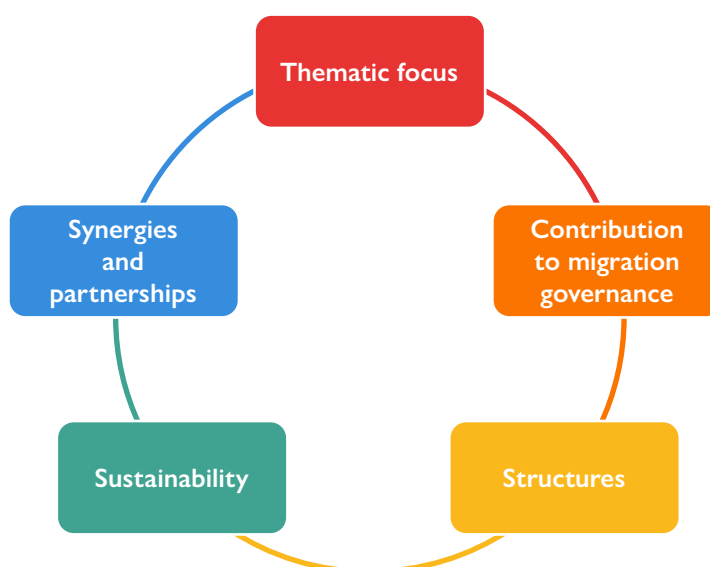 Thematic focus
Contribution
to migration
governance
Structures
Sustainability
Synergies
and
partnerships